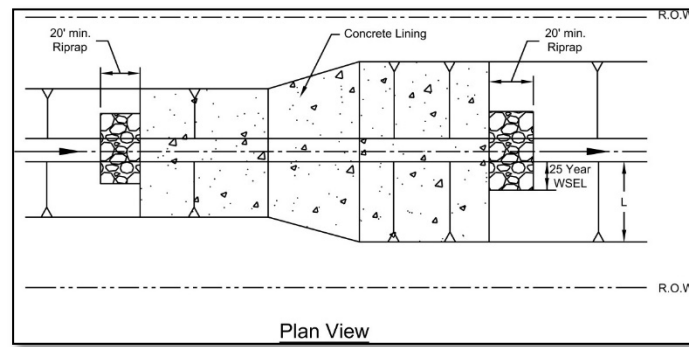 R.O.W
20' min.
Riprap
Concrete Lining
20' min.
Riprap
25 Year
WSEL
L
R.O.W
Plan View